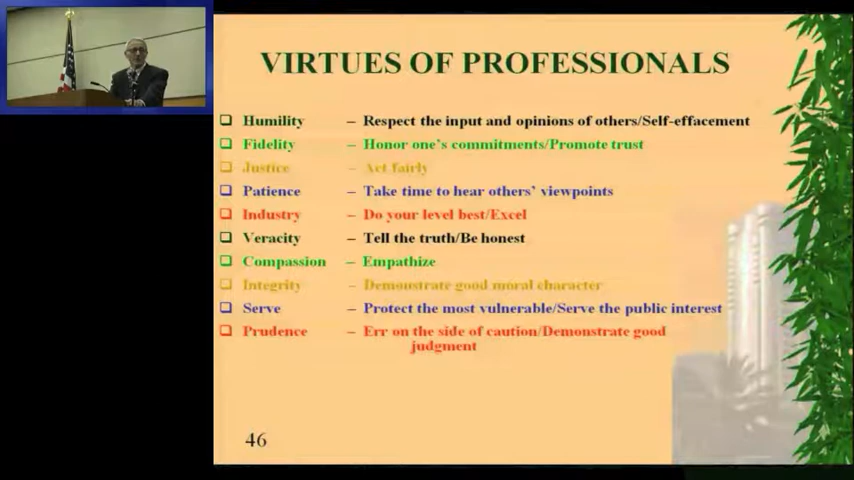 VIRTUES OF PROFESSIONALS
Humility – Respect the input and opinions of others/Self-effacement
Fidelity – Honor one's commitments/Promote trust
Justice – Act fairly
Patience – Take time to hear others' viewpoints
Industry – Do your level best/Excel
Veracity – Tell the truth/Be honest
Compassion – Empathize
Integrity – Demonstrate good moral character
Serve – Protect the most vulnerable/Serve the public interest
Prudence – Err on the side of caution/Demonstrate good
judgment
46